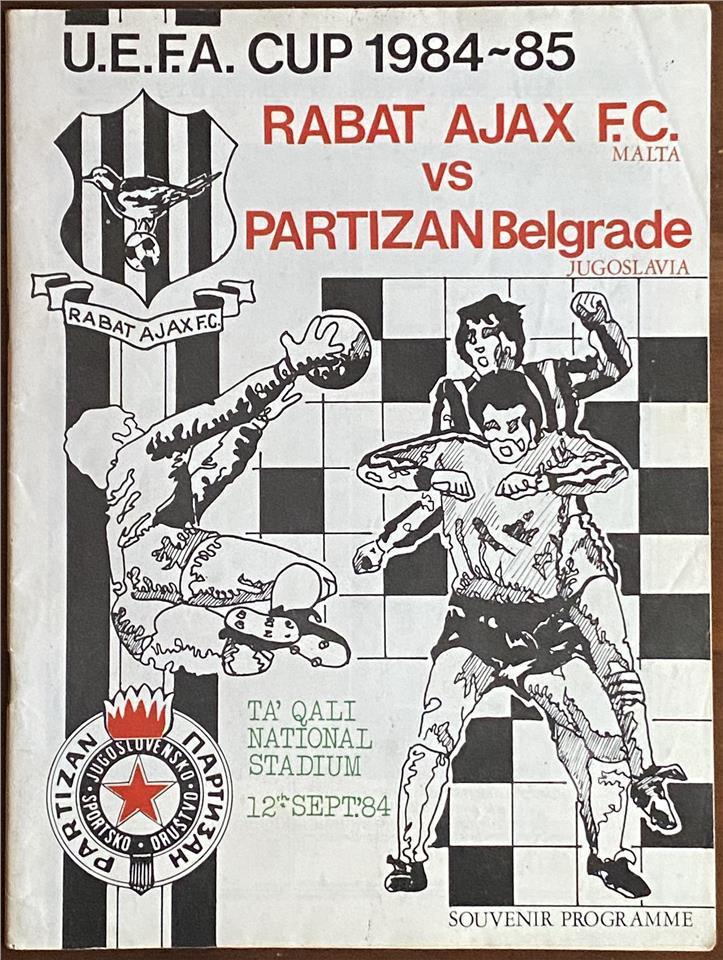 U.E.F.A. CUP 1984~85
RABAT AJAX F.C.
MALTA
VS
PARTIZAN Belgrade
JUGOSLAVIA
RABAT AJAX F.C.
TA' QALI
NATIONAL
STADIUM
12th SEPT.'84
PARTIZAN ПАРТИЗАН
JUGOSLOVENSKO · SPORTSKO · DRUŠTVO ·
SOUVENIR PROGRAMME